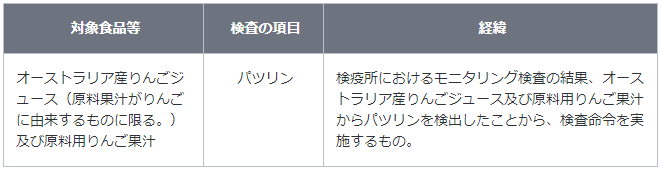 対象食品等
検査の項目
経緯
オーストラリア産りんごジ
ュース（原料果汁がりんご
に由来するものに限る。）
及び原料用りんご果汁
パツリン
検疫所におけるモニタリング検査の結果、オース
トラリア産りんごジュース及び原料用りんご果汁
からパツリンを検出したことから、検査命令を実
施するもの。